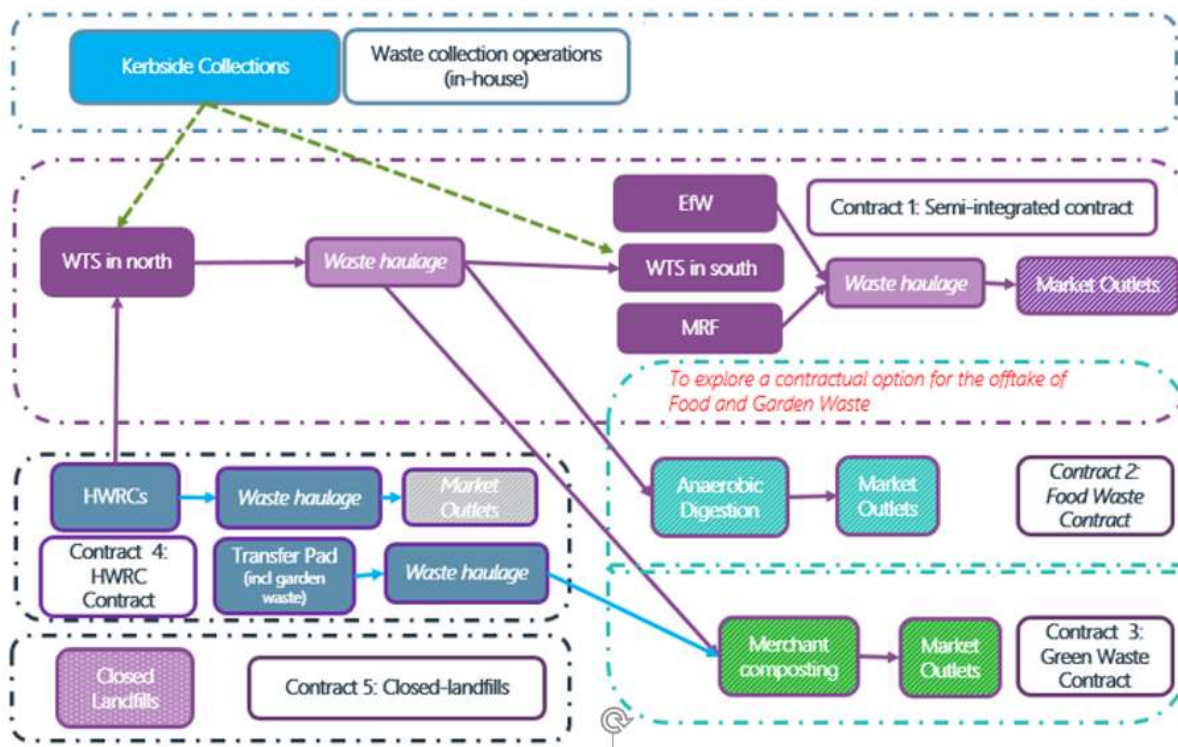 Kerbside Collections
Waste collection operations
(in-house)
EfW
Contract 1: Semi-integrated contract
WTS in north
Waste haulage
WTS in south
Waste haulage
Market Outlets
MRF
To explore a contractual option for the offtake of
Food and Garden Waste
HWRCs
Waste haulage
Market
Outlets
Anaerobic
Digestion
Market
Outlets
Contract 2:
Food Waste
Contract
Contract 4:
HWRC
Contract
Transfer Pad
(incl garden
waste)
Waste haulage
Merchant
composting
Market
Outlets
Contract 3:
Green Waste
Contract
Closed
Landfills
Contract 5: Closed-landfills